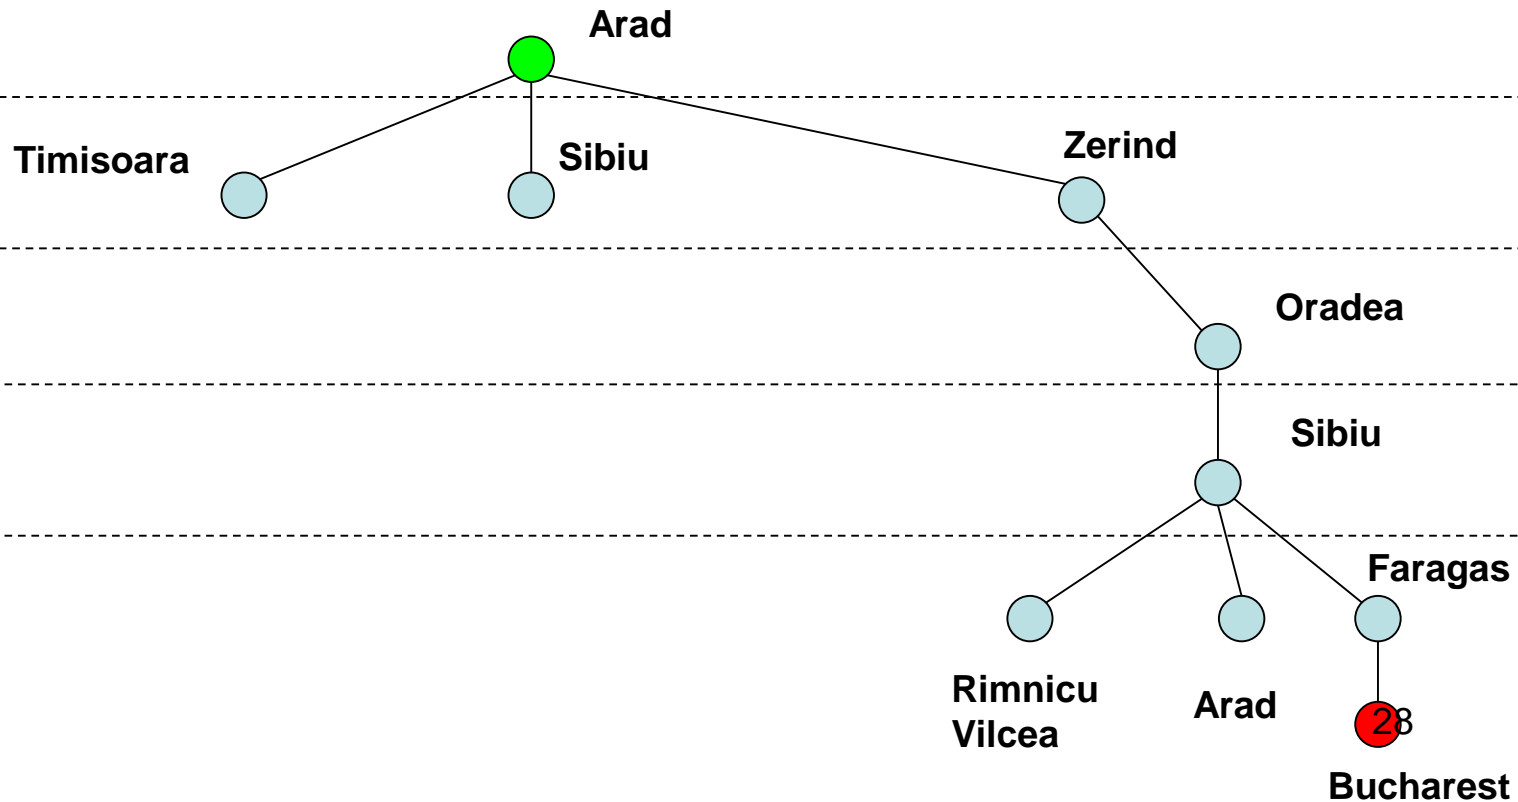 Arad
Timisoara
Sibiu
Zerind
Oradea
Sibiu
Faragas
Rimnicu
Vilcea
Arad
28
Bucharest